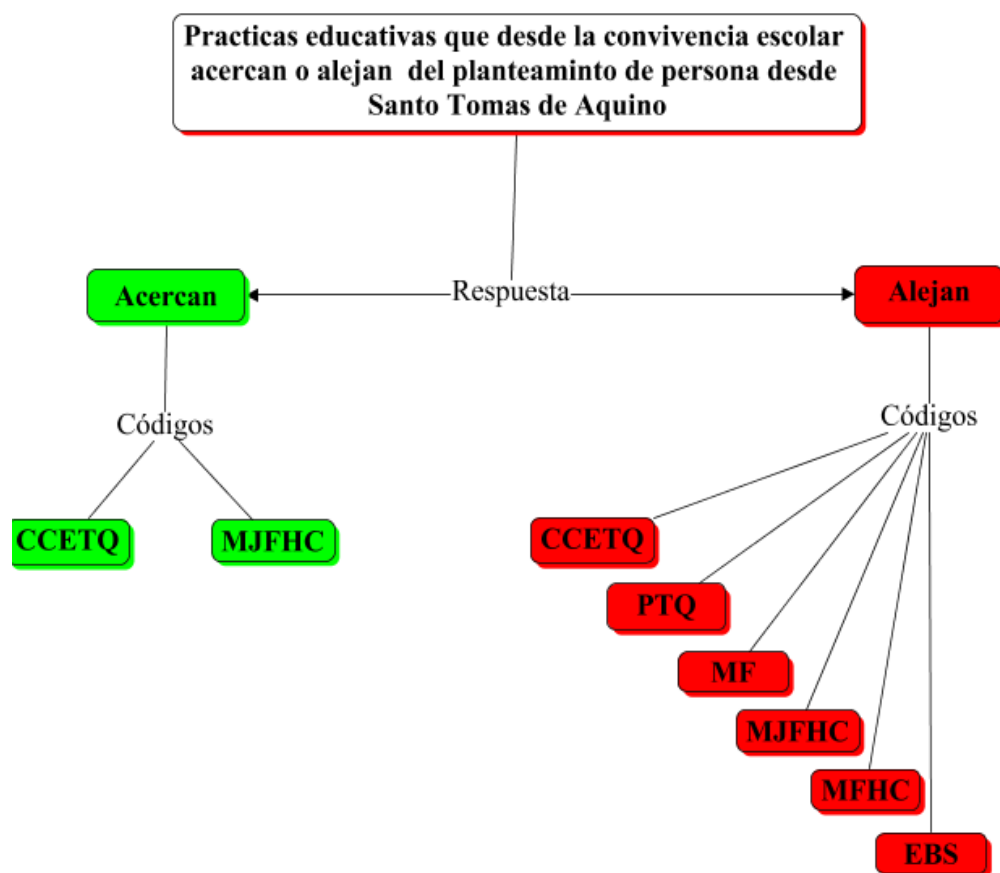 Practicas educativas que desde la convivencia escolar
acercan o alejan del planteaminto de persona desde
Santo Tomas de Aquino
Acercan
Respuesta
Alejan
Códigos
Códigos
CCETQ
MJFHC
CCETQ
PTQ
MF
MJFHC
MFHC
EBS